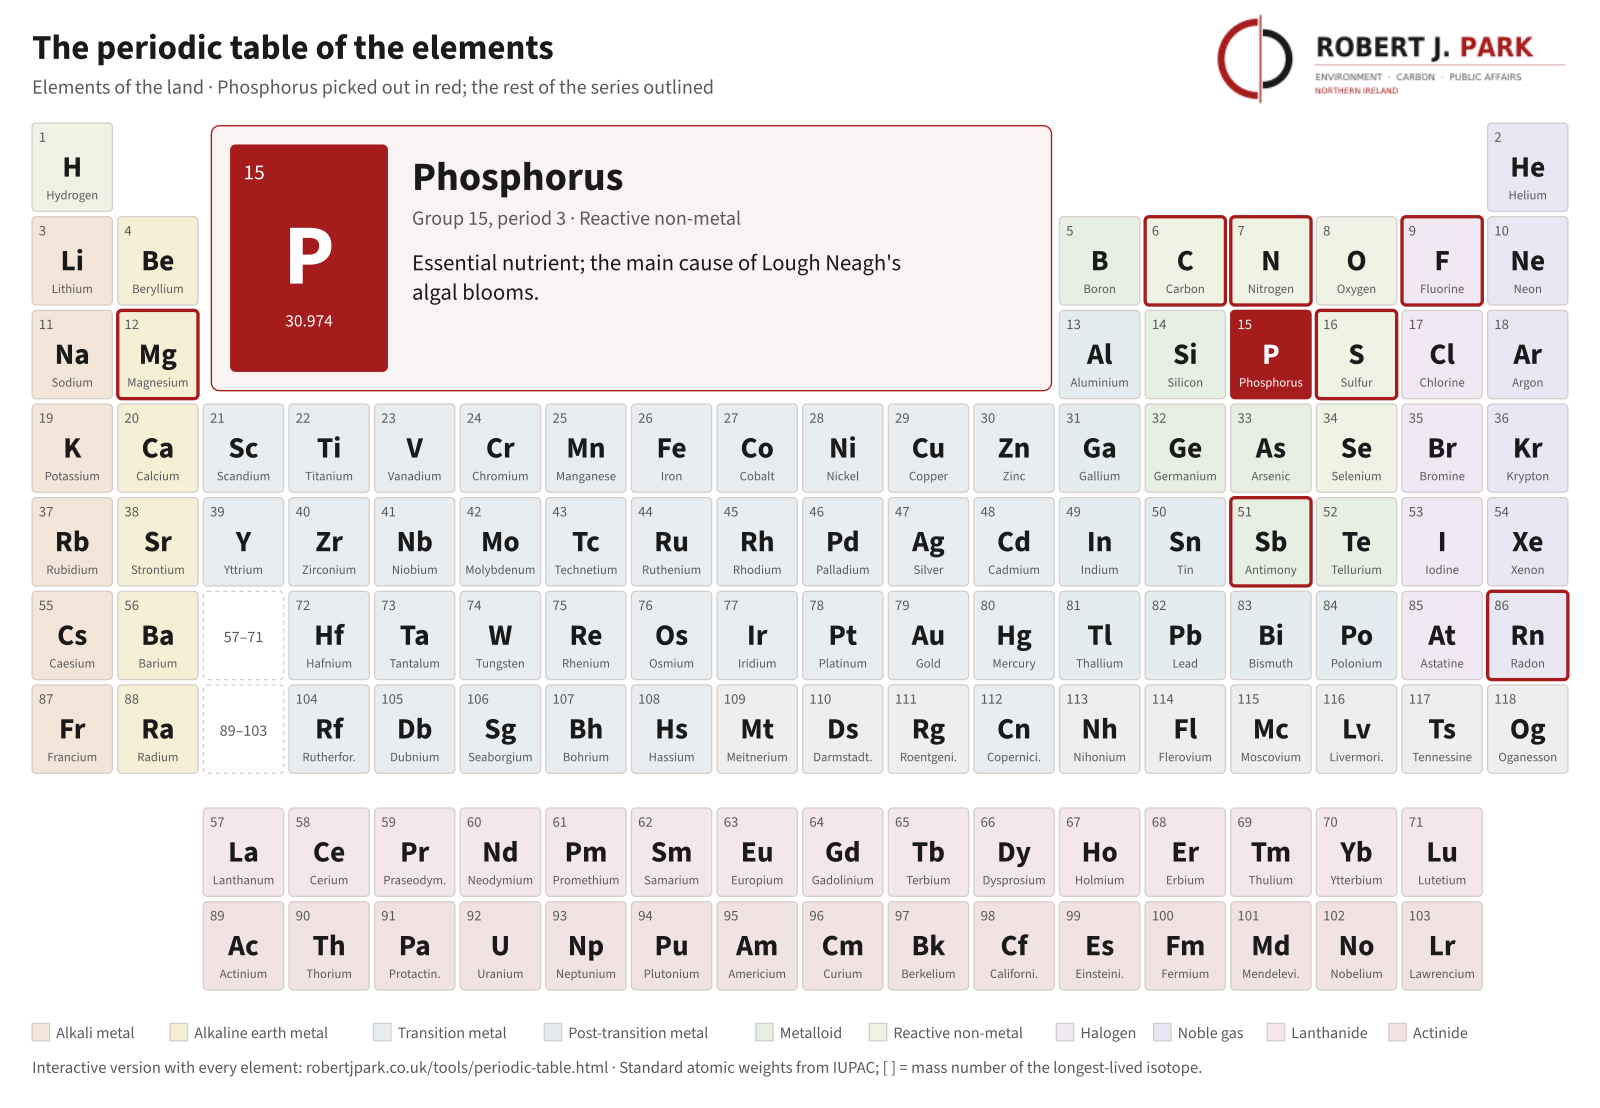 The periodic table of the elements
Elements of the land · Phosphorus picked out in red; the rest of the series outlined
ROBERT J. PARK
ENVIRONMENT · CARBON · PUBLIC AFFAIRS
NORTHERN IRELAND
1 H Hydrogen
2 He Helium
15 P 30.974
Phosphorus
Group 15, period 3 · Reactive non-metal
Essential nutrient; the main cause of Lough Neagh's
algal blooms.
3 Li Lithium
4 Be Beryllium
5 B Boron
6 C Carbon
7 N Nitrogen
8 O Oxygen
9 F Fluorine
10 Ne Neon
11 Na Sodium
12 Mg Magnesium
13 Al Aluminium
14 Si Silicon
15 P Phosphorus
16 S Sulfur
17 Cl Chlorine
18 Ar Argon
19 K Potassium
20 Ca Calcium
21 Sc Scandium
22 Ti Titanium
23 V Vanadium
24 Cr Chromium
25 Mn Manganese
26 Fe Iron
27 Co Cobalt
28 Ni Nickel
29 Cu Copper
30 Zn Zinc
31 Ga Gallium
32 Ge Germanium
33 As Arsenic
34 Se Selenium
35 Br Bromine
36 Kr Krypton
37 Rb Rubidium
38 Sr Strontium
39 Y Yttrium
40 Zr Zirconium
41 Nb Niobium
42 Mo Molybdenum
43 Tc Technetium
44 Ru Ruthenium
45 Rh Rhodium
46 Pd Palladium
47 Ag Silver
48 Cd Cadmium
49 In Indium
50 Sn Tin
51 Sb Antimony
52 Te Tellurium
53 I Iodine
54 Xe Xenon
55 Cs Caesium
56 Ba Barium
57–71
72 Hf Hafnium
73 Ta Tantalum
74 W Tungsten
75 Re Rhenium
76 Os Osmium
77 Ir Iridium
78 Pt Platinum
79 Au Gold
80 Hg Mercury
81 Tl Thallium
82 Pb Lead
83 Bi Bismuth
84 Po Polonium
85 At Astatine
86 Rn Radon
87 Fr Francium
88 Ra Radium
89–103
104 Rf Rutherfor.
105 Db Dubnium
106 Sg Seaborgium
107 Bh Bohrium
108 Hs Hassium
109 Mt Meitnerium
110 Ds Darmstadt.
111 Rg Roentgeni.
112 Cn Copernici.
113 Nh Nihonium
114 Fl Flerovium
115 Mc Moscovium
116 Lv Livermori.
117 Ts Tennessine
118 Og Oganesson
57 La Lanthanum
58 Ce Cerium
59 Pr Praseodym.
60 Nd Neodymium
61 Pm Promethium
62 Sm Samarium
63 Eu Europium
64 Gd Gadolinium
65 Tb Terbium
66 Dy Dysprosium
67 Ho Holmium
68 Er Erbium
69 Tm Thulium
70 Yb Ytterbium
71 Lu Lutetium
89 Ac Actinium
90 Th Thorium
91 Pa Protactin.
92 U Uranium
93 Np Neptunium
94 Pu Plutonium
95 Am Americium
96 Cm Curium
97 Bk Berkelium
98 Cf Californi.
99 Es Einsteini.
100 Fm Fermium
101 Md Mendelevi.
102 No Nobelium
103 Lr Lawrencium
Alkali metal Alkaline earth metal Transition metal Post-transition metal Metalloid Reactive non-metal Halogen Noble gas Lanthanide Actinide
Interactive version with every element: robertjpark.co.uk/tools/periodic-table.html · Standard atomic weights from IUPAC; [ ] = mass number of the longest-lived isotope.